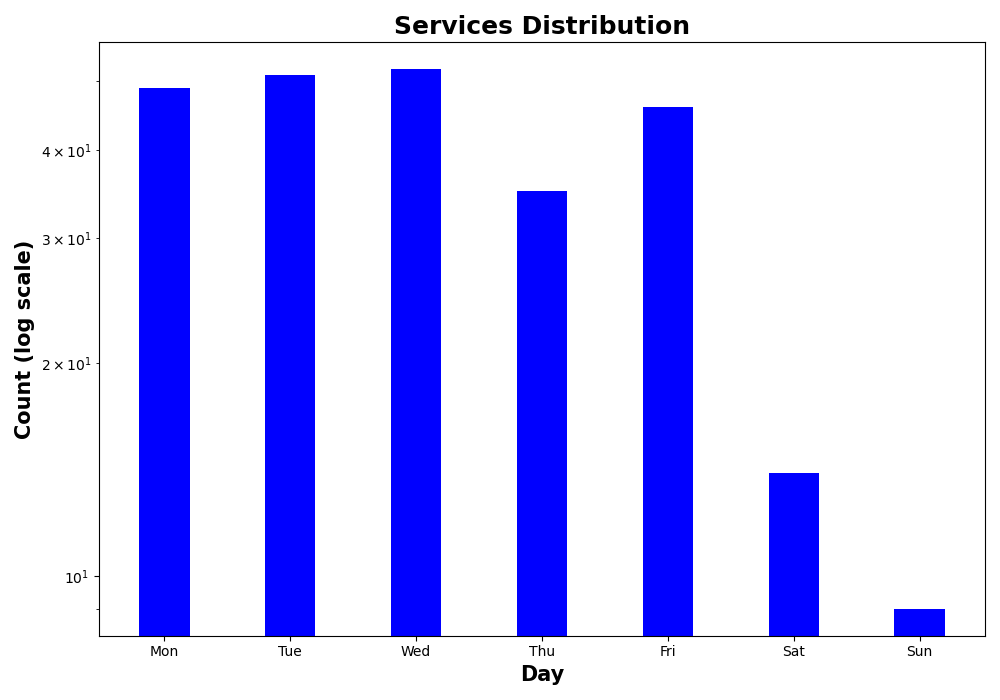 Services Distribution
Count (log scale)
4 × 10¹
3 × 10¹
2 × 10¹
10¹
Mon Tue Wed Thu Fri Sat Sun
Day